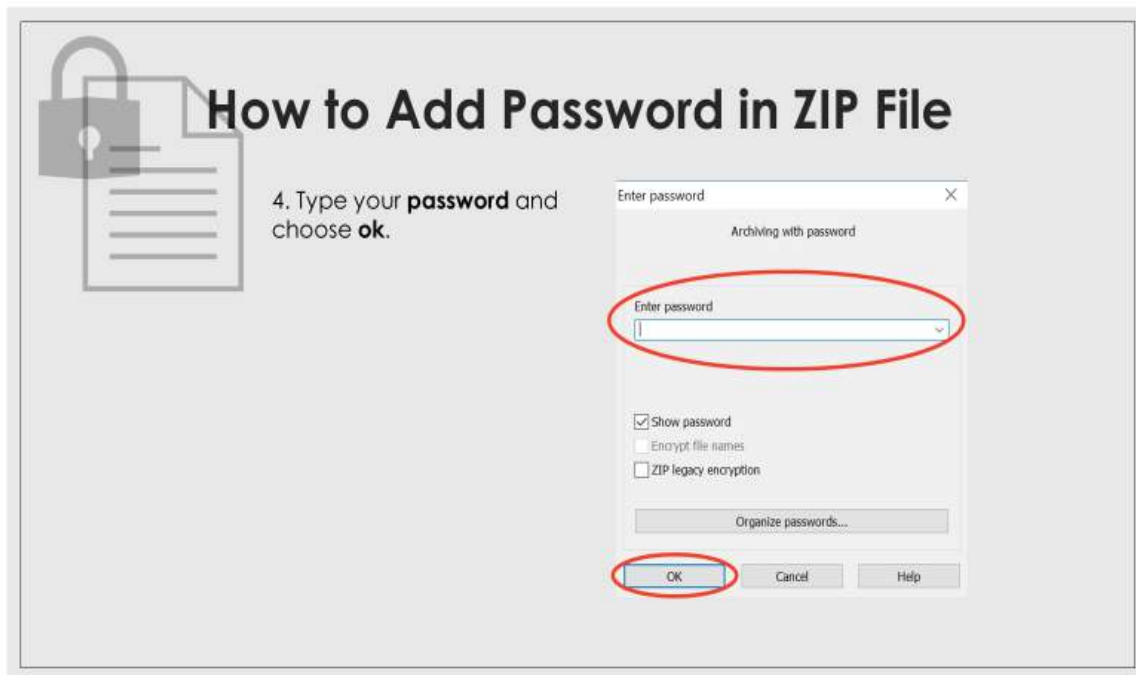 How to Add Password in ZIP File
4. Type your password and
choose ok.
Enter password
Archiving with password
Enter password
Show password
Encrypt file names
ZIP legacy encryption
Organize passwords...
OK
Cancel
Help